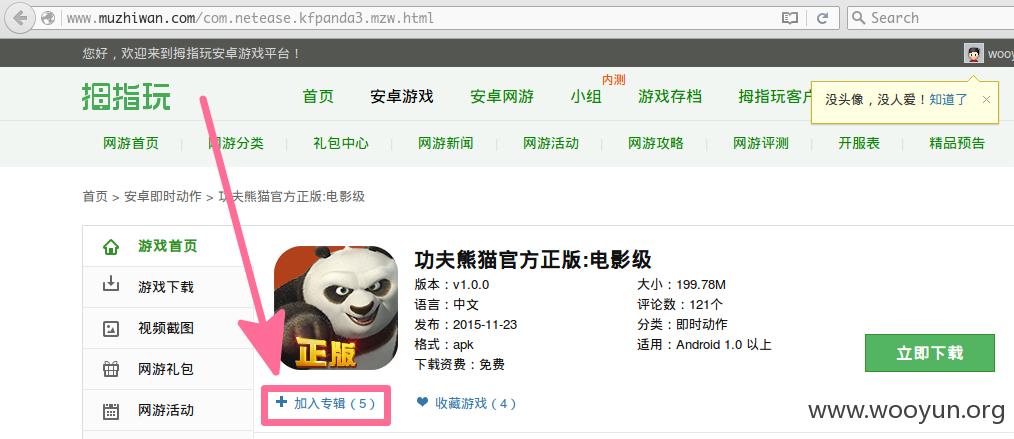 www.muzhiwan.com/com.netease.kfpanda3.mzw.html
Search
您好，欢迎来到拇指玩安卓游戏平台！
wooy
拇指玩
首页
安卓游戏
安卓网游
小组
内测
游戏存档
拇指玩客户
没头像，没人爱！知道了
网游首页
网游分类
礼包中心
网游新闻
网游活动
网游攻略
网游评测
开服表
精品预告
首页 > 安卓即时动作 > 功夫熊猫官方正版:电影级
游戏首页
游戏下载
视频截图
网游礼包
网游活动
正版
功夫熊猫官方正版:电影级
版本：v1.0.0
大小：199.78M
语言：中文
评论数：121个
发布：2015-11-23
分类：即时动作
格式：apk
适用：Android 1.0 以上
下载资费：免费
立即下载
加入专辑（5）
收藏游戏（4）
www.wooyun.org